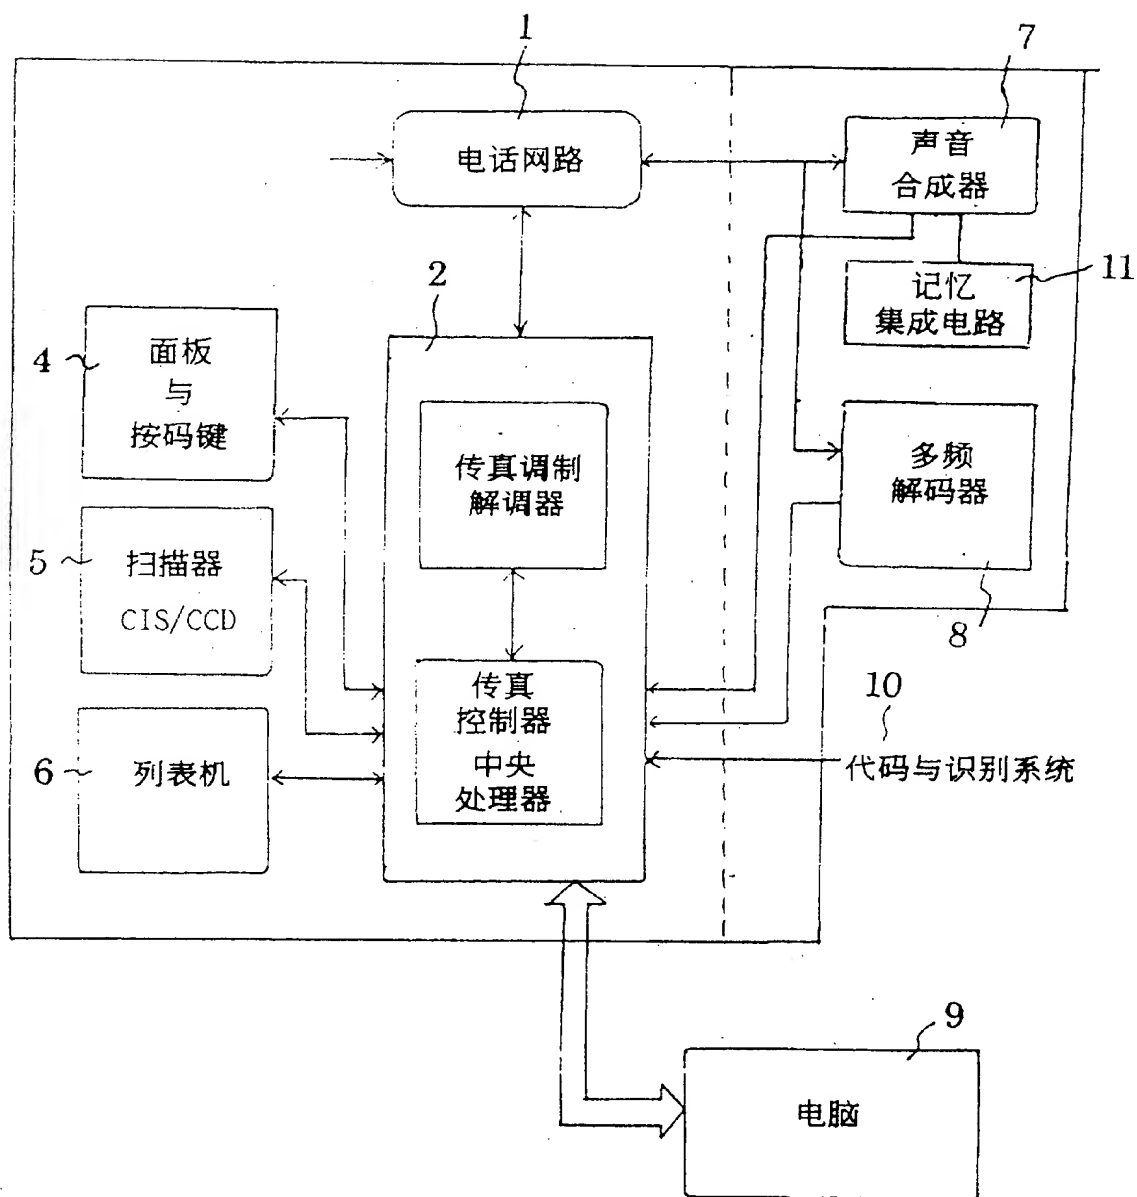 1
7
电话网路
声音
合成器
2
11
记忆
集成电路
4
面板
与
按码键
传真调制
解调器
多频
解码器
5
扫描器
CIS/CCD
8
传真
控制器
中央
处理器
10
代码与识别系统
6
列表机
9
电脑